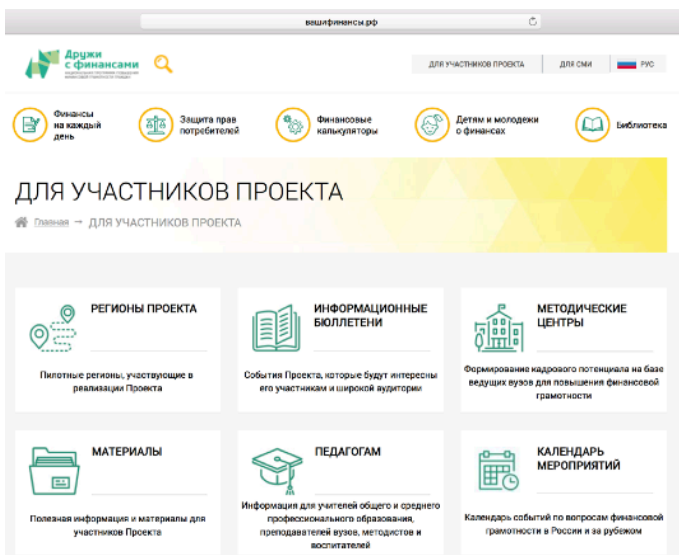 вашифинансы.рф
Дружи
с финансами
ДЛЯ УЧАСТНИКОВ ПРОЕКТА
ДЛЯ СМИ
РУС
Финансы
на каждый
день
Защита прав
потребителей
Финансовые
калькуляторы
Детям и молодежи
о финансах
Библиотека
ДЛЯ УЧАСТНИКОВ ПРОЕКТА
Главная → ДЛЯ УЧАСТНИКОВ ПРОЕКТА
РЕГИОНЫ ПРОЕКТА
Пилотные регионы, участвующие в
реализации Проекта
ИНФОРМАЦИОННЫЕ
БЮЛЛЕТЕНИ
События Проекта, которые будут интересны
его участникам и широкой аудитории
МЕТОДИЧЕСКИЕ
ЦЕНТРЫ
Формирование кадрового потенциала на базе
ведущих вузов для повышения финансовой
грамотности
МАТЕРИАЛЫ
Полезная информация и материалы для
участников Проекта
ПЕДАГОГАМ
Информация для учителей общего и среднего
профессионального образования,
преподавателей вузов, методистов и
воспитателей
КАЛЕНДАРЬ
МЕРОПРИЯТИЙ
Календарь событий по вопросам финансовой
грамотности в России и за рубежом